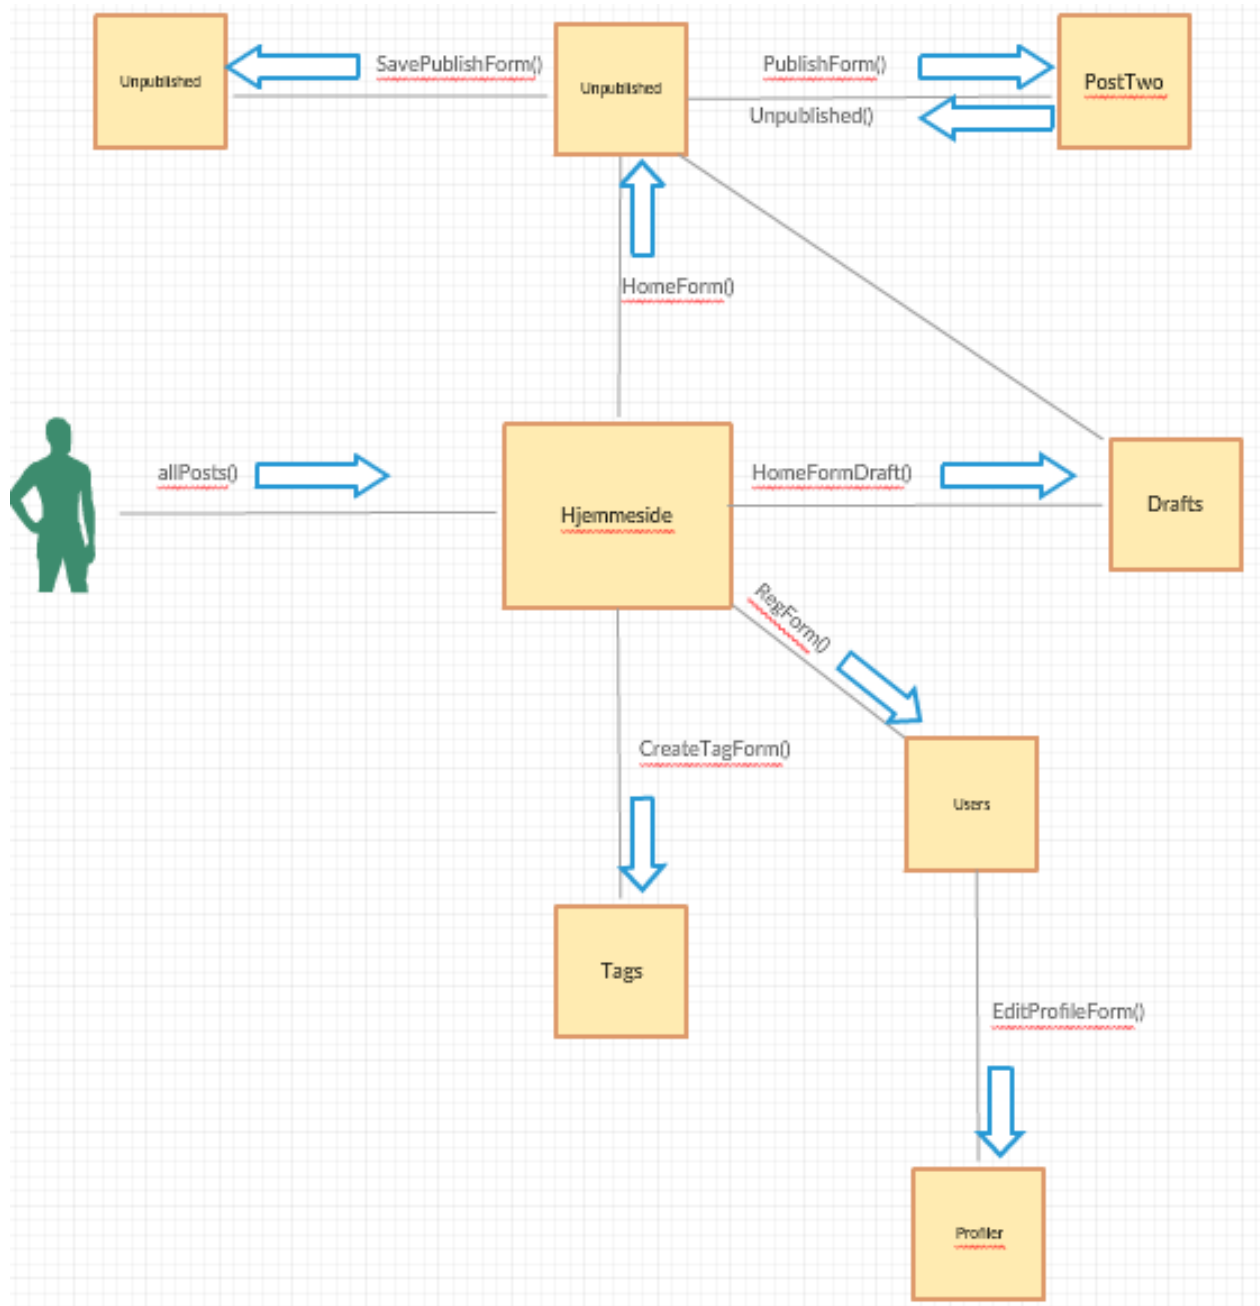 Unpublished
SavePublishForm()
Unpublished
PublishForm()
Unpublished()
PostTwo
HomeForm()
allPosts()
Hjemmeside
HomeFormDraft()
Drafts
RegForm()
CreateTagForm()
Users
Tags
EditProfileForm()
Profiler